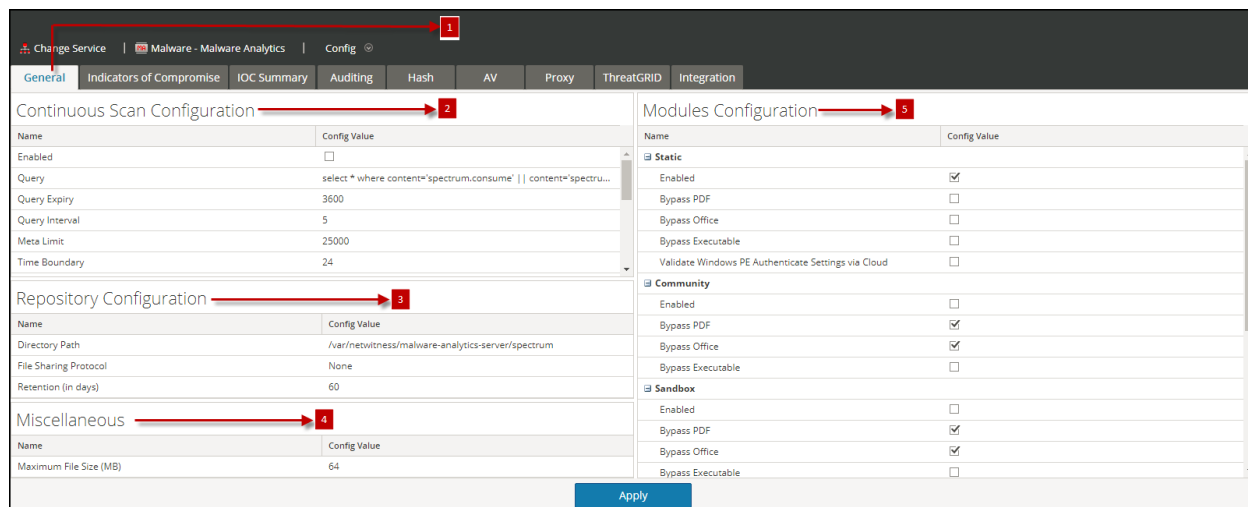 1
Change Service | MA Malware - Malware Analytics | Config
General Indicators of Compromise IOC Summary Auditing Hash AV Proxy ThreatGRID Integration
Continuous Scan Configuration 2
Name Config Value
Enabled
Query select * where content='spectrum.consume' || content='spectru...
Query Expiry 3600
Query Interval 5
Meta Limit 25000
Time Boundary 24
Repository Configuration 3
Name Config Value
Directory Path /var/netwitness/malware-analytics-server/spectrum
File Sharing Protocol None
Retention (in days) 60
Miscellaneous 4
Name Config Value
Maximum File Size (MB) 64
Modules Configuration 5
Name Config Value
Static
Enabled
Bypass PDF
Bypass Office
Bypass Executable
Validate Windows PE Authenticate Settings via Cloud
Community
Enabled
Bypass PDF
Bypass Office
Bypass Executable
Sandbox
Enabled
Bypass PDF
Bypass Office
Bypass Executable
Apply